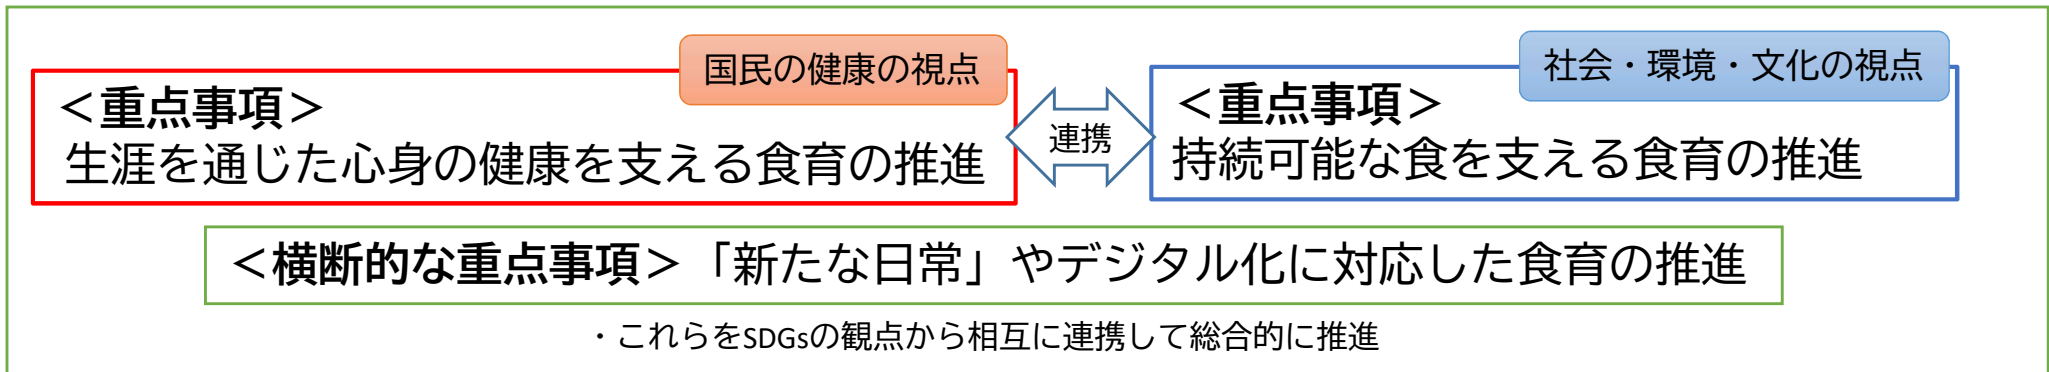 国民の健康の視点
＜重点事項＞
生涯を通じた心身の健康を支える食育の推進
連携
社会・環境・文化の視点
＜重点事項＞
持続可能な食を支える食育の推進
＜横断的な重点事項＞「新たな日常」やデジタル化に対応した食育の推進
・これらをSDGsの観点から相互に連携して総合的に推進